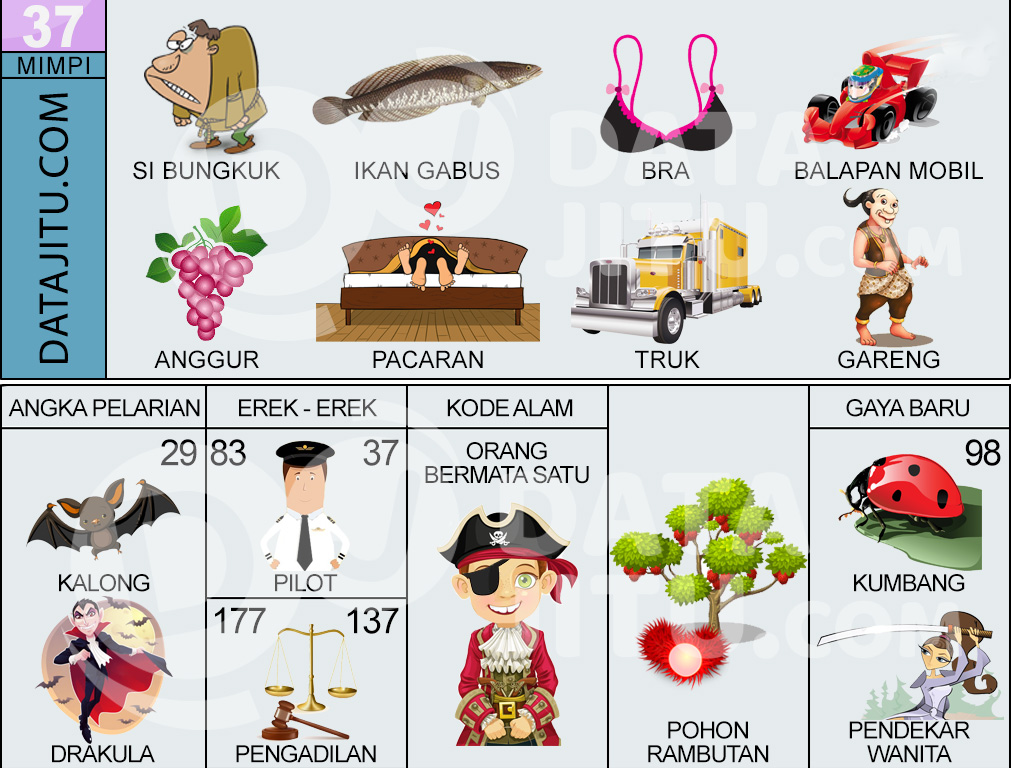 37
MIMPI
DATAJITU.COM
SI BUNGKUK
IKAN GABUS
BRA
BALAPAN MOBIL
ANGGUR
PACARAN
TRUK
GARENG
DATA
JITU.COM
ANGKA PELARIAN
EREK - EREK
KODE ALAM
GAYA BARU
29
KALONG
DRAKULA
83
37
PILOT
177
137
PENGADILAN
ORANG
BERMATA SATU
POHON
RAMBUTAN
98
KUMBANG
PENDEKAR
WANITA
DATA
JITU.COM